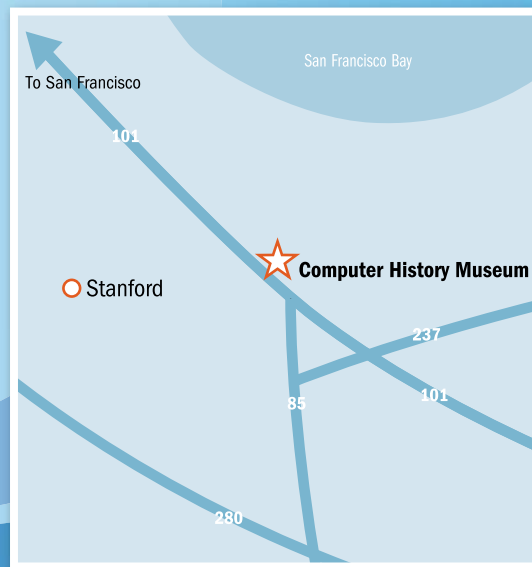 San Francisco Bay
To San Francisco
101
Computer History Museum
Stanford
237
101
85
280